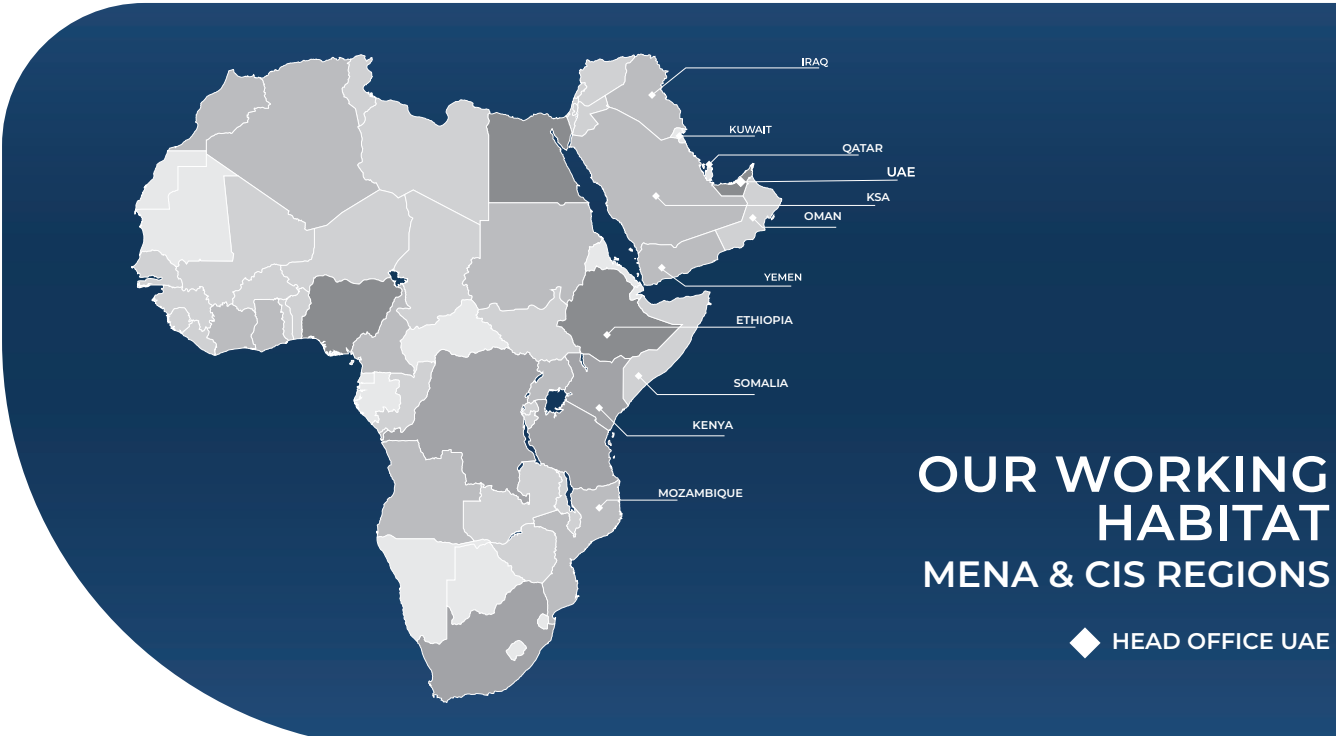 IRAQ
KUWAIT
QATAR
UAE
KSA
OMAN
YEMEN
ETHIOPIA
SOMALIA
KENYA
MOZAMBIQUE
OUR WORKING
HABITAT
MENA & CIS REGIONS
HEAD OFFICE UAE